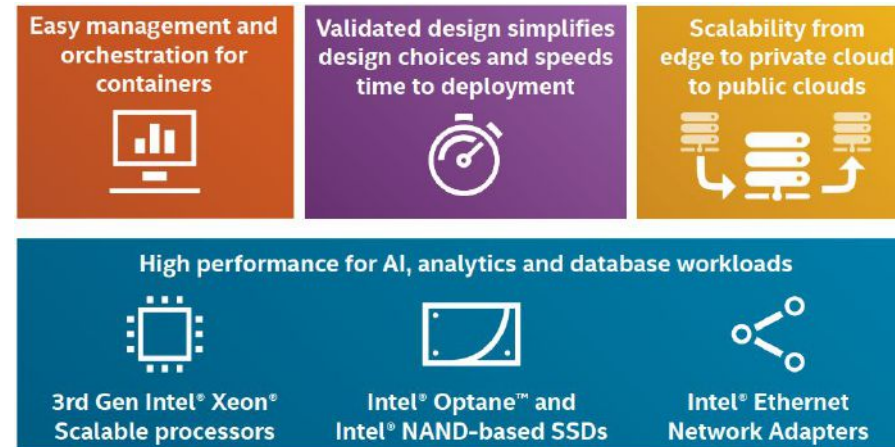 Easy management and
orchestration for
containers
Validated design simplifies
design choices and speeds
time to deployment
Scalability from
edge to private cloud
to public clouds
High performance for AI, analytics and database workloads
3rd Gen Intel® Xeon®
Scalable processors
Intel® Optane™ and
Intel® NAND-based SSDs
Intel® Ethernet
Network Adapters